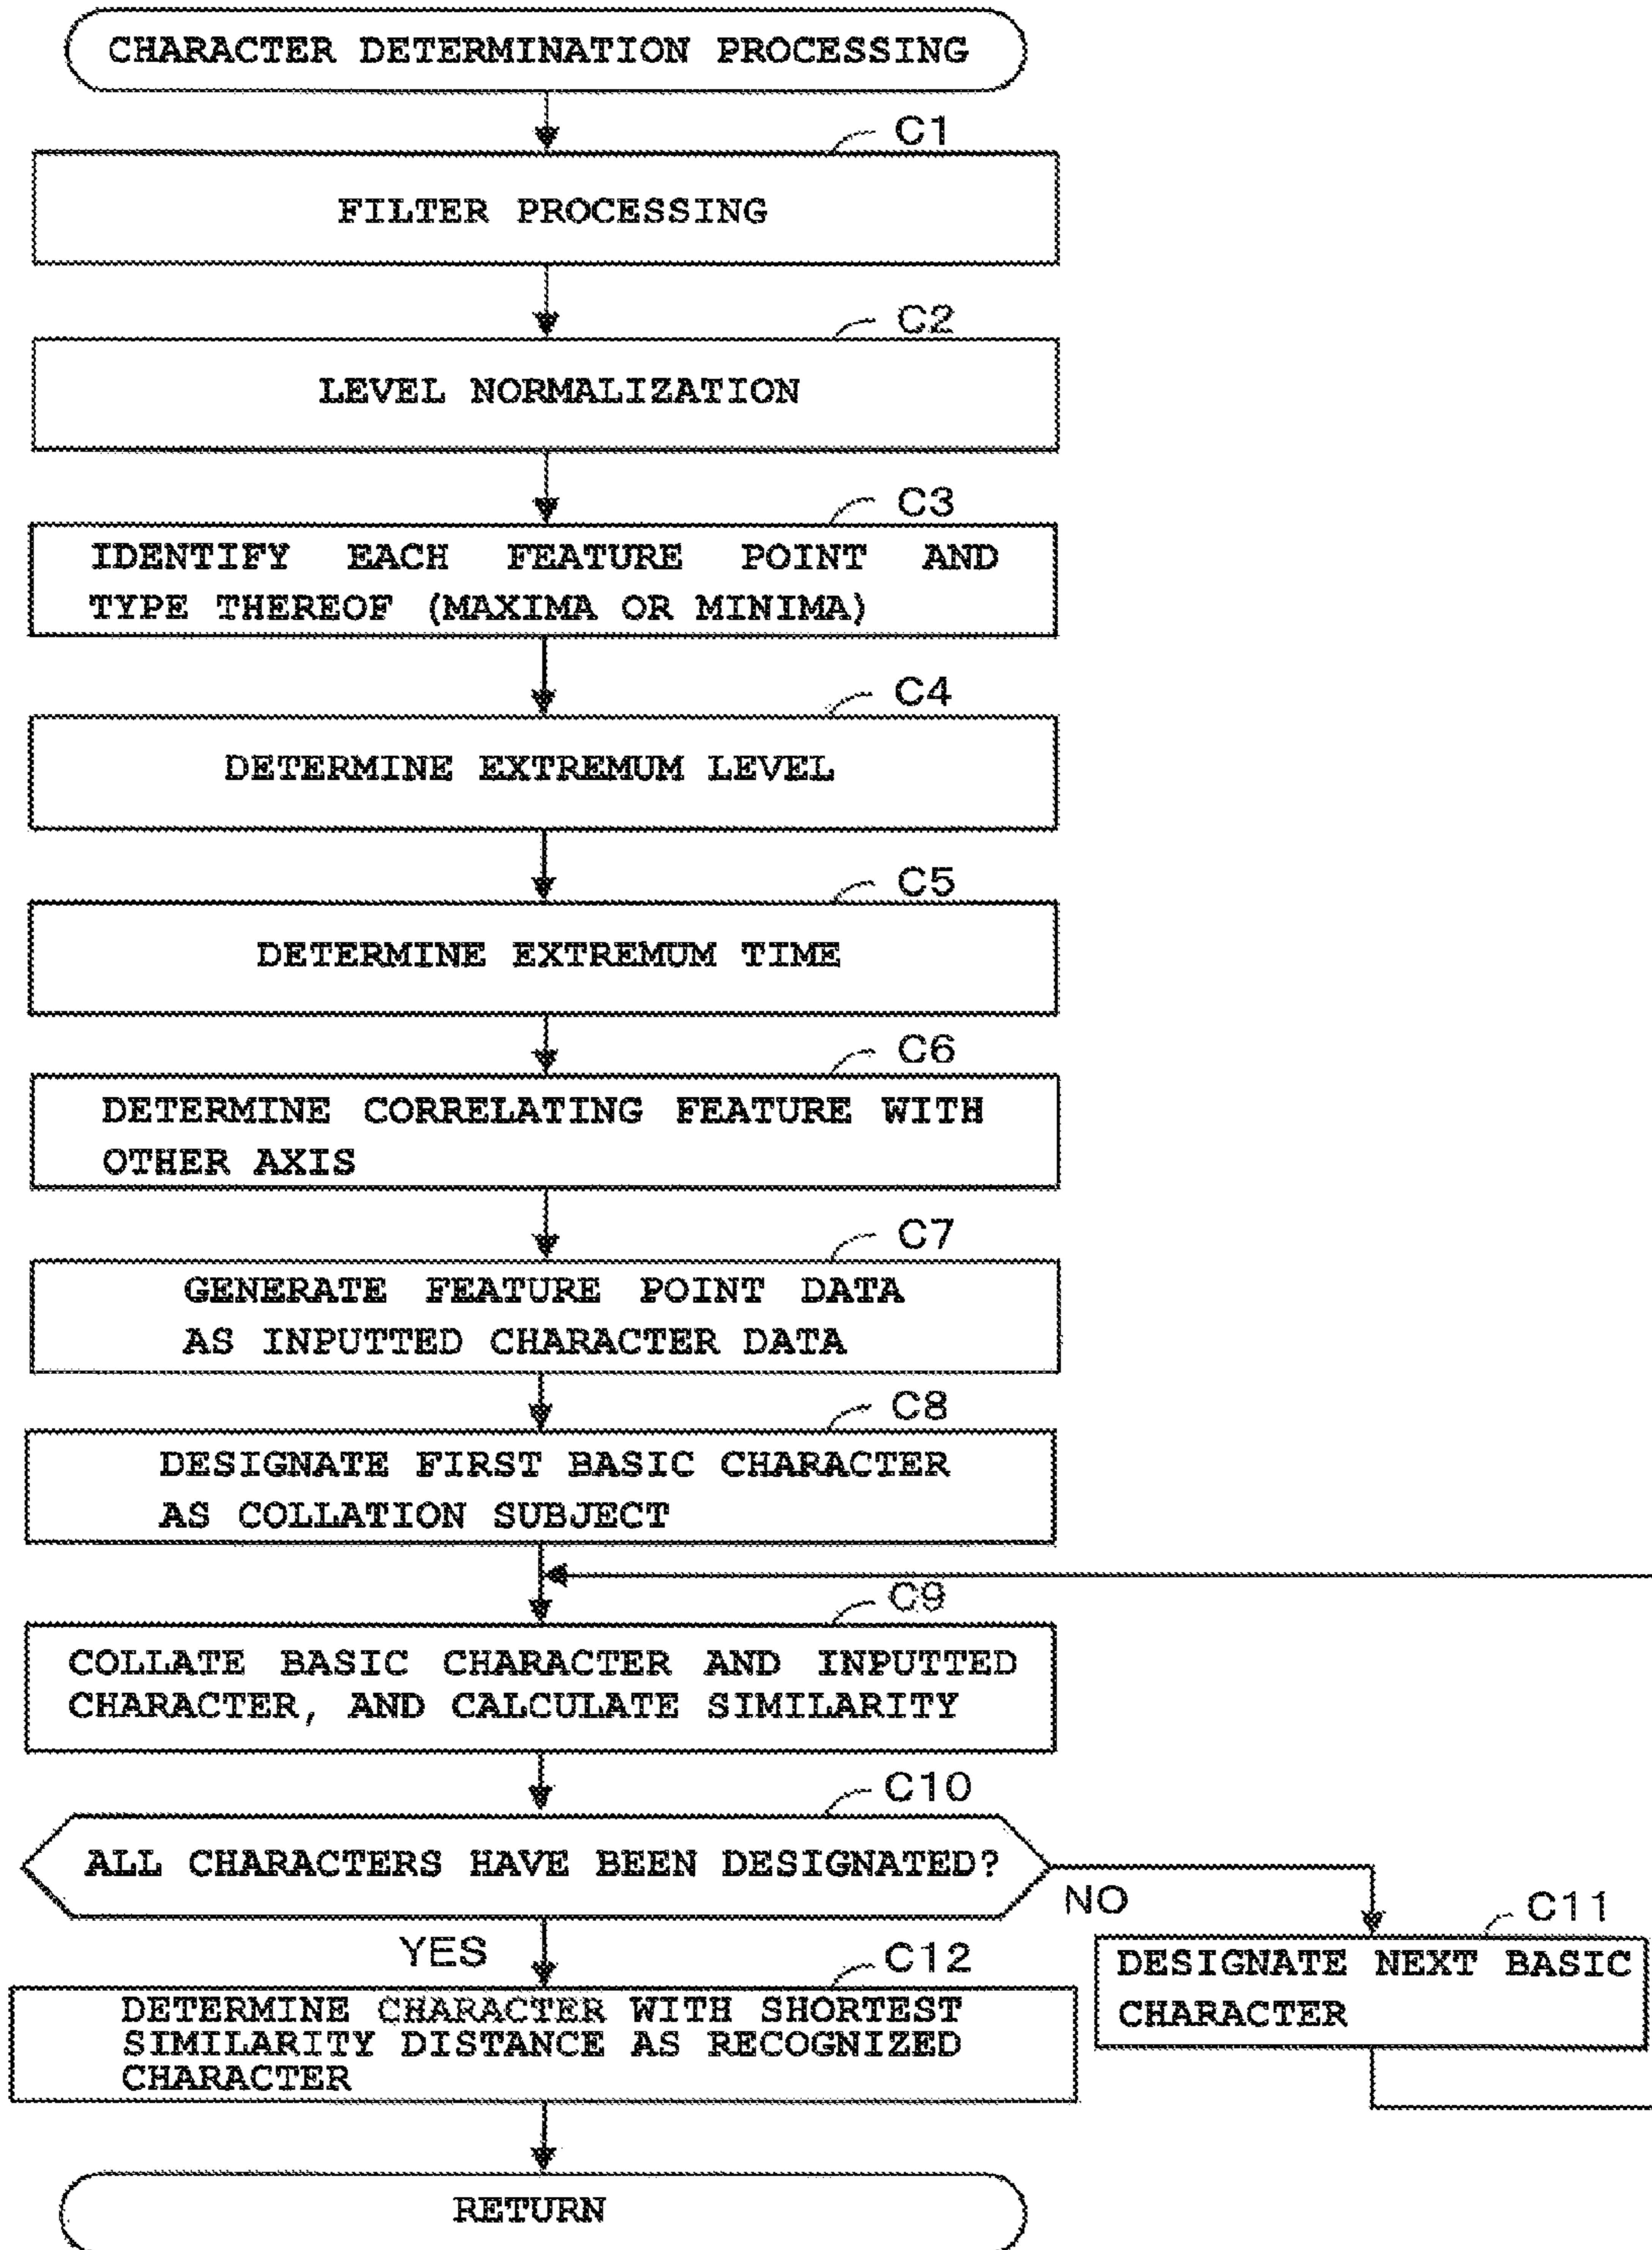 CHARACTER DETERMINATION PROCESSING
C1
FILTER PROCESSING
C2
LEVEL NORMALIZATION
C3
IDENTIFY EACH FEATURE POINT AND
TYPE THEREOF (MAXIMA OR MINIMA)
C4
DETERMINE EXTREMUM LEVEL
C5
DETERMINE EXTREMUM TIME
C6
DETERMINE CORRELATING FEATURE WITH
OTHER AXIS
C7
GENERATE FEATURE POINT DATA
AS INPUTTED CHARACTER DATA
C8
DESIGNATE FIRST BASIC CHARACTER
AS COLLATION SUBJECT
C9
COLLATE BASIC CHARACTER AND INPUTTED
CHARACTER, AND CALCULATE SIMILARITY
C10
ALL CHARACTERS HAVE BEEN DESIGNATED?
NO
C11
DESIGNATE NEXT BASIC
CHARACTER
YES
C12
DETERMINE CHARACTER WITH SHORTEST
SIMILARITY DISTANCE AS RECOGNIZED
CHARACTER
RETURN